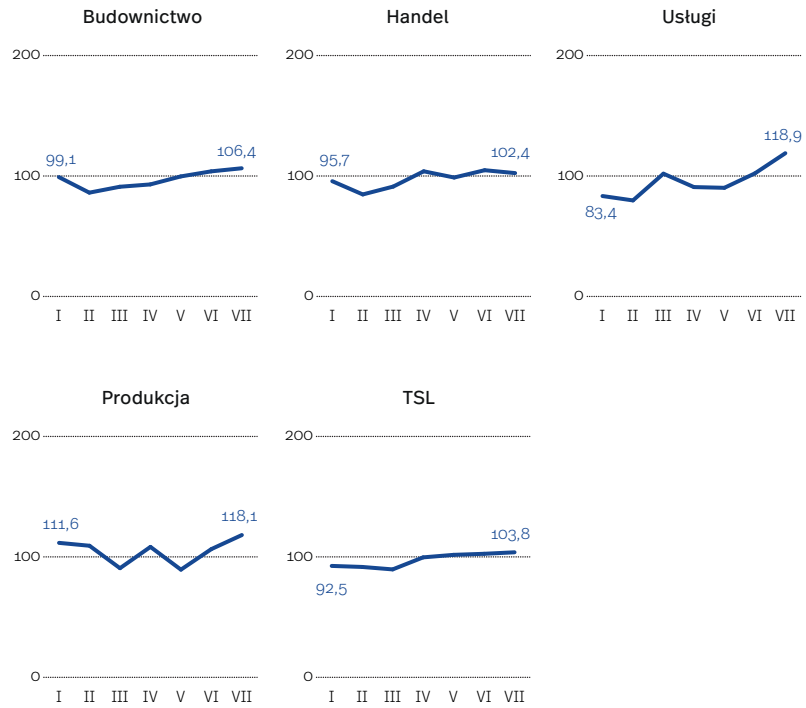 Budownictwo
200
99,1
106,4
100
0
I II III IV V VI VII
Handel
200
95,7
102,4
100
0
I II III IV V VI VII
Usługi
200
118,9
100
83,4
0
I II III IV V VI VII
Produkcja
200
111,6
118,1
100
0
I II III IV V VI VII
TSL
200
103,8
100
92,5
0
I II III IV V VI VII